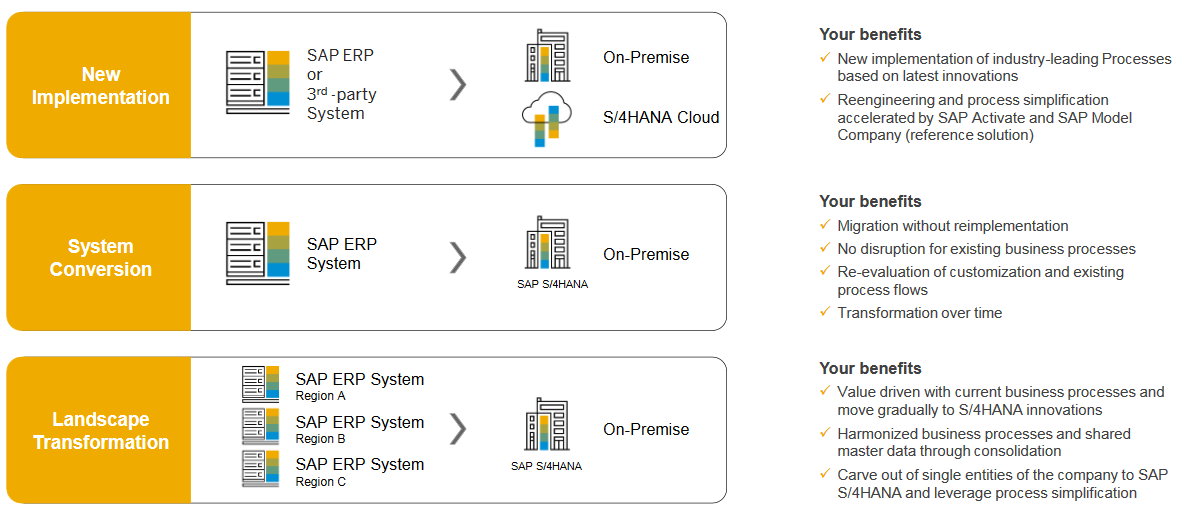 New
Implementation
SAP ERP
or
3rd -party
System
On-Premise
S/4HANA Cloud
Your benefits
New implementation of industry-leading Processes
based on latest innovations
Reengineering and process simplification
accelerated by SAP Activate and SAP Model
Company (reference solution)
System
Conversion
SAP ERP
System
SAP S/4HANA
On-Premise
Your benefits
Migration without reimplementation
No disruption for existing business processes
Re-evaluation of customization and existing
process flows
Transformation over time
Landscape
Transformation
SAP ERP System
Region A
SAP ERP System
Region B
SAP ERP System
Region C
SAP S/4HANA
On-Premise
Your benefits
Value driven with current business processes and
move gradually to S/4HANA innovations
Harmonized business processes and shared
master data through consolidation
Carve out of single entities of the company to SAP
S/4HANA and leverage process simplification